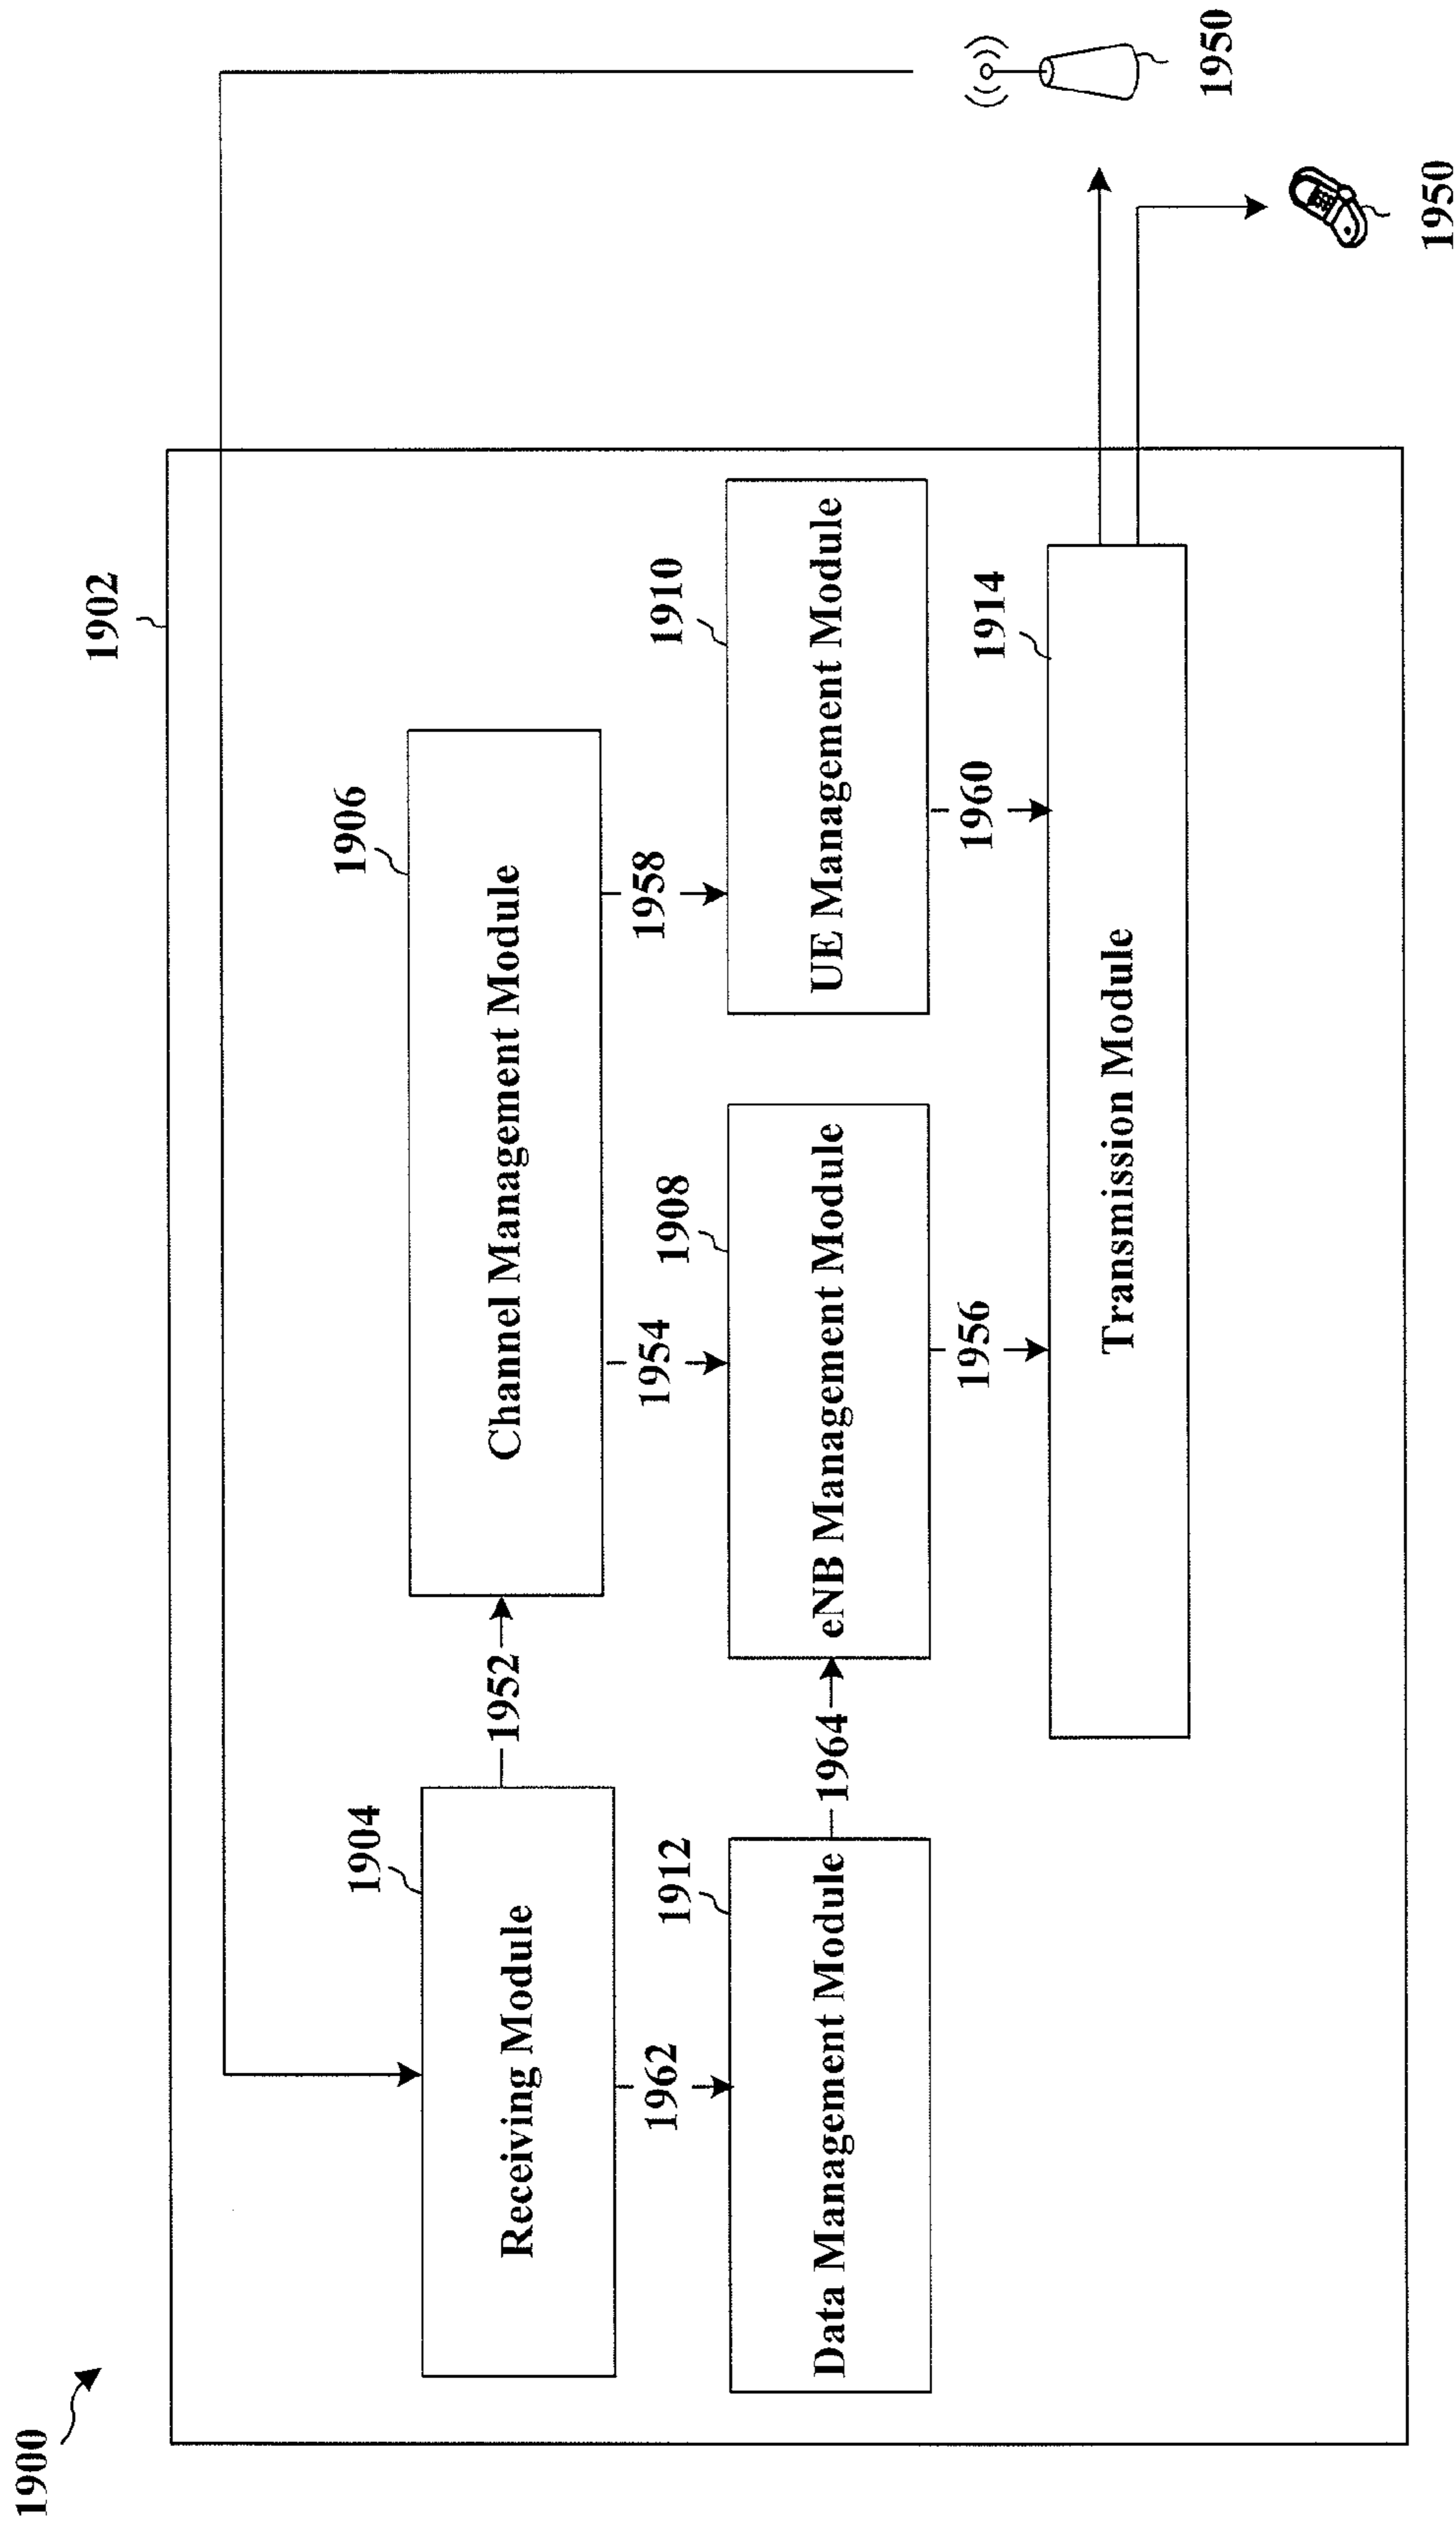 1900
1902
1904
Receiving Module
1952
1906
Channel Management Module
1962
1954
1958
1912
Data Management Module
1964
1908
eNB Management Module
1910
UE Management Module
1956
1960
1914
Transmission Module
1950
1950